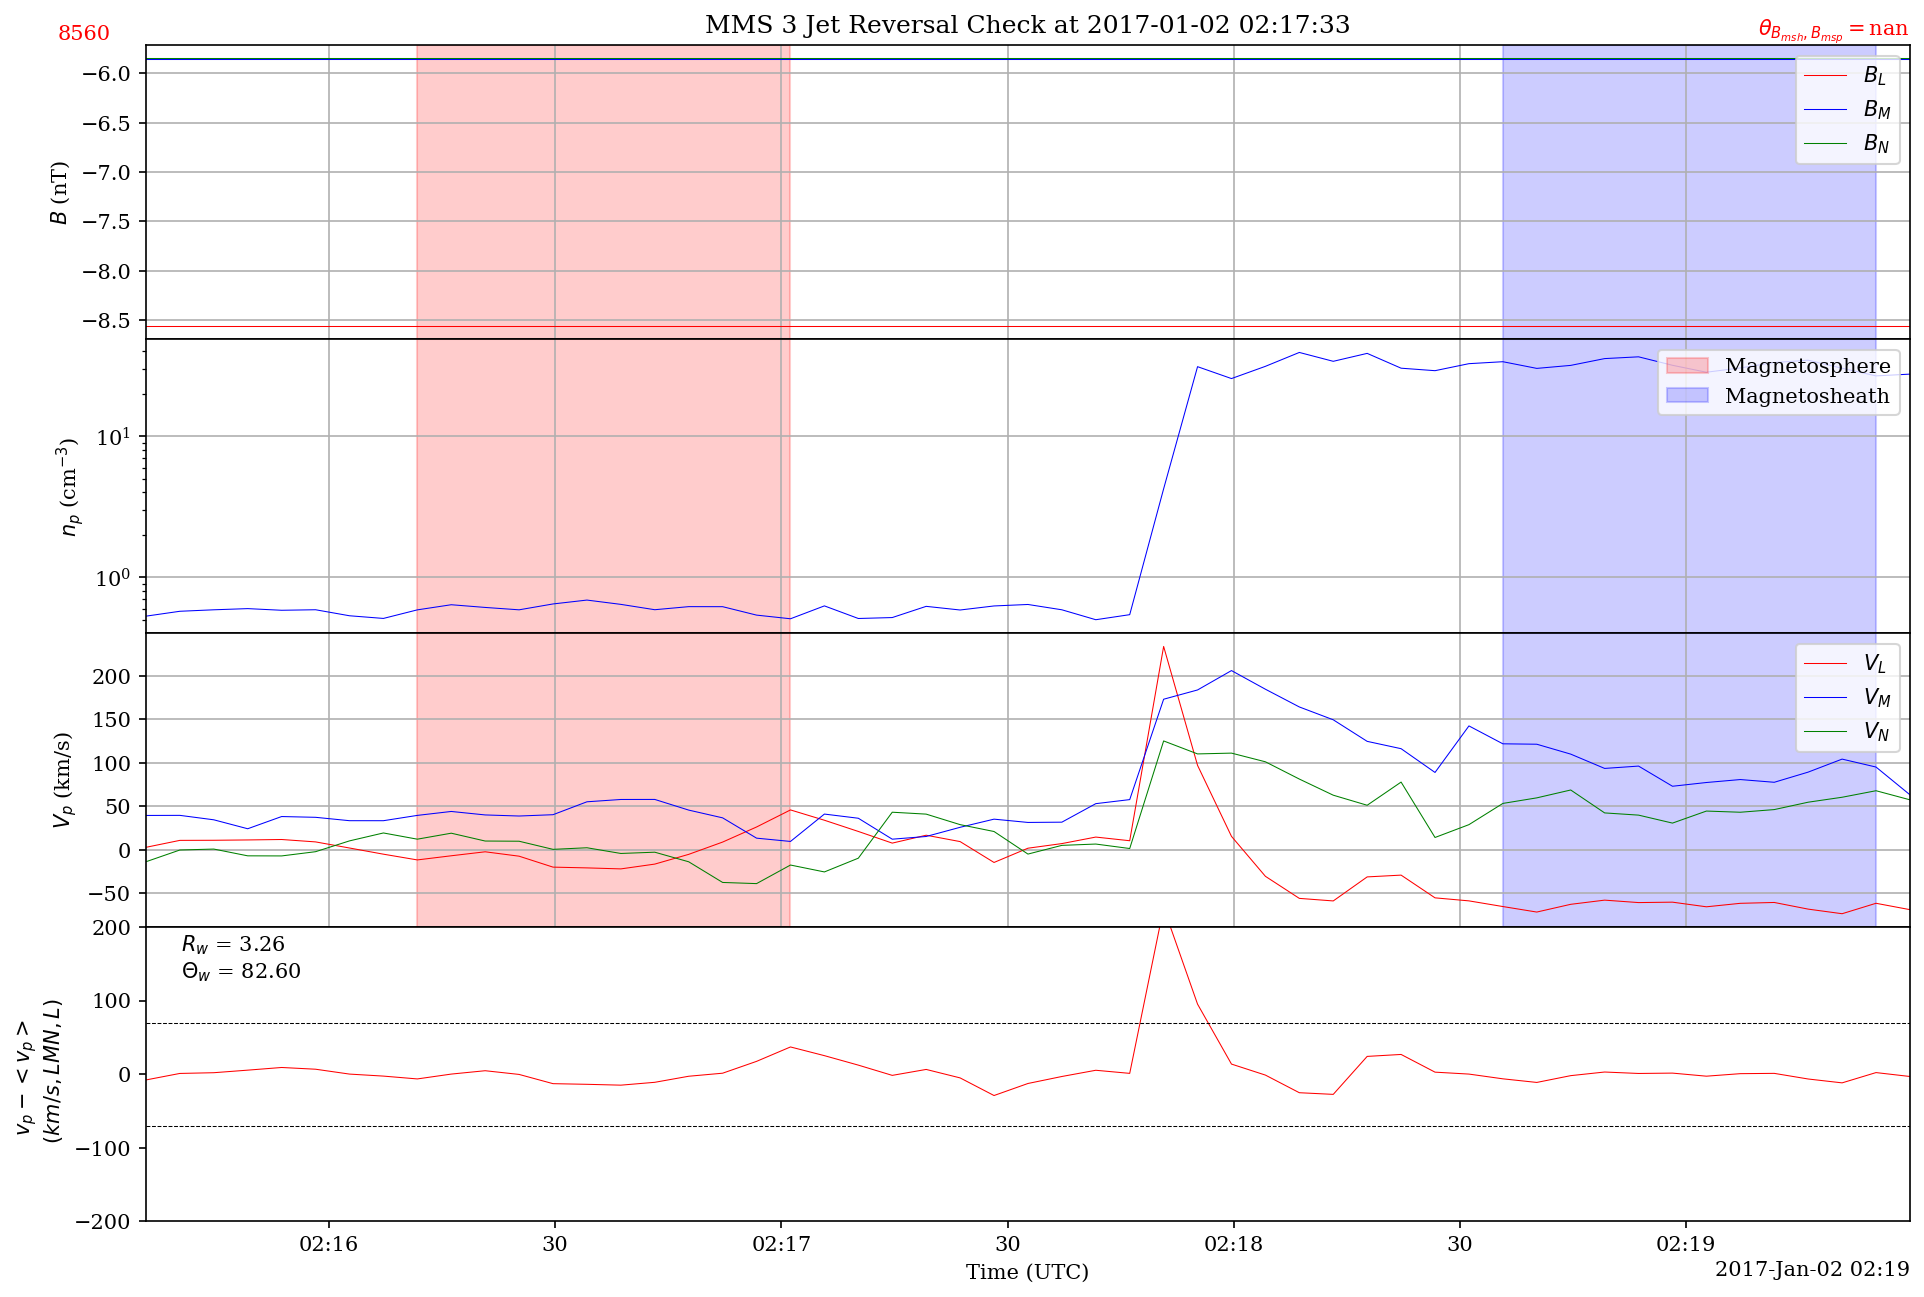 MMS 3 Jet Reversal Check at 2017-01-02 02:17:33
8560
θ_{B_{msh}, B_{msp}} = nan
−6.0
−6.5
−7.0
−7.5
−8.0
−8.5
B (nT)
B_L
B_M
B_N
10^1
10^0
n_p (cm^{−3})
Magnetosphere
Magnetosheath
200
150
100
50
0
−50
V_p (km/s)
V_L
V_M
V_N
200
100
0
−100
−200
v_p − < v_p >
(km/s, LMN, L)
R_w = 3.26
Θ_w = 82.60
02:16
30
02:17
30
02:18
30
02:19
Time (UTC)
2017-Jan-02 02:19